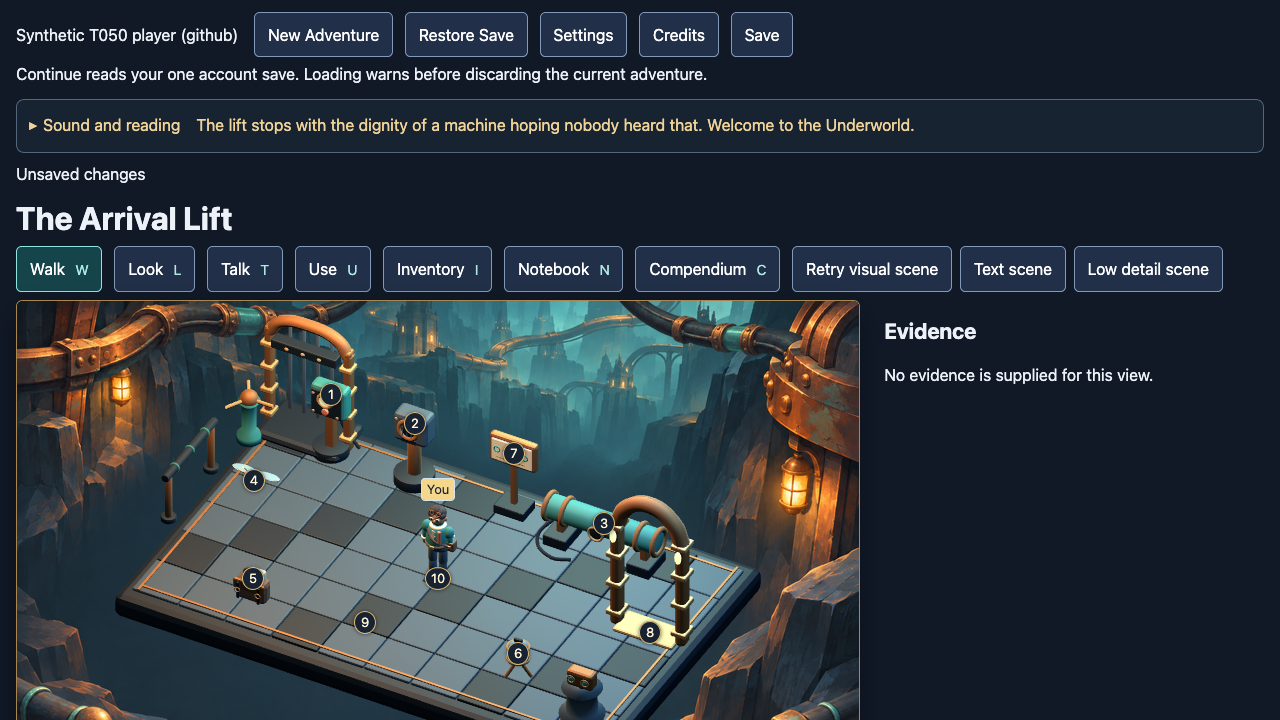 Synthetic T050 player (github) New Adventure Restore Save Settings Credits Save
Continue reads your one account save. Loading warns before discarding the current adventure.
▸ Sound and reading The lift stops with the dignity of a machine hoping nobody heard that. Welcome to the Underworld.
Unsaved changes
The Arrival Lift
Walk W Look L Talk T Use U Inventory I Notebook N Compendium C Retry visual scene Text scene Low detail scene
Evidence
No evidence is supplied for this view.
1
2
7
4
You
3
5
10
9
8
6